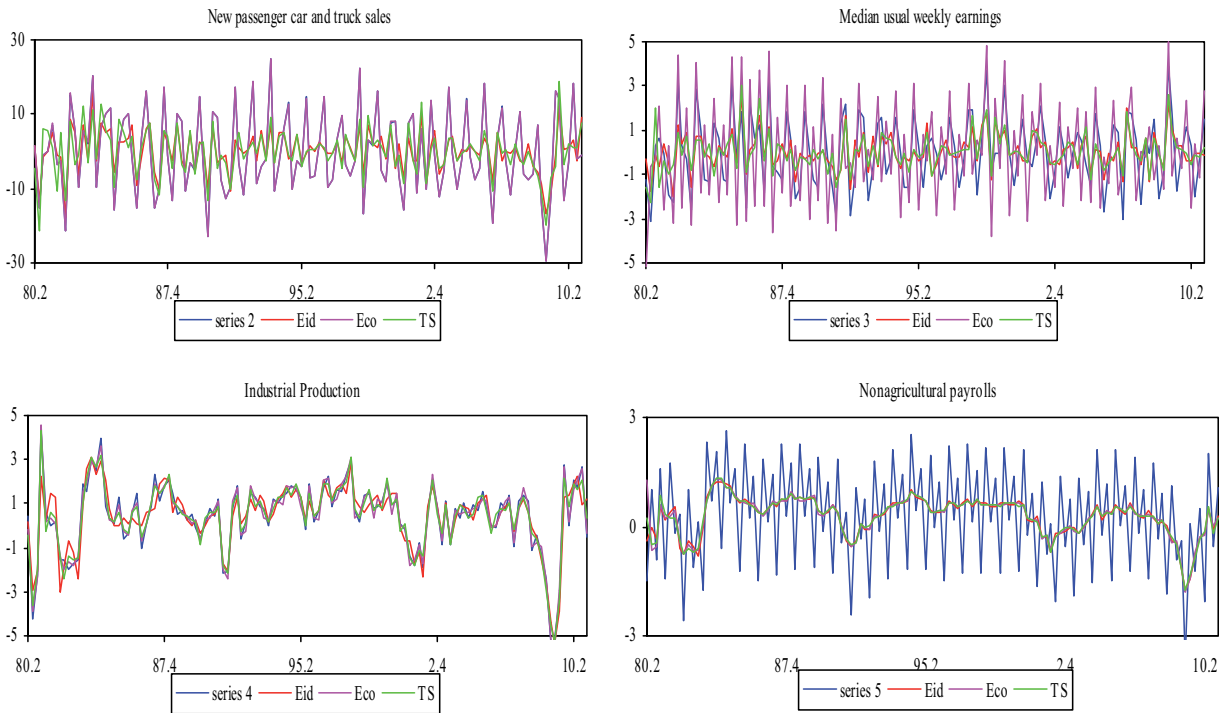 New passenger car and truck sales
30
10
-10
-30
80.2 87.4 95.2 2.4 10.2
series 2 Eid Eco TS
Median usual weekly earnings
5
3
1
-1
-3
-5
80.2 87.4 95.2 2.4 10.2
series 3 Eid Eco TS
Industrial Production
5
3
1
-1
-3
-5
80.2 87.4 95.2 2.4 10.2
series 4 Eid Eco TS
Nonagricultural payrolls
3
0
-3
80.2 87.4 95.2 2.4 10.2
series 5 Eid Eco TS